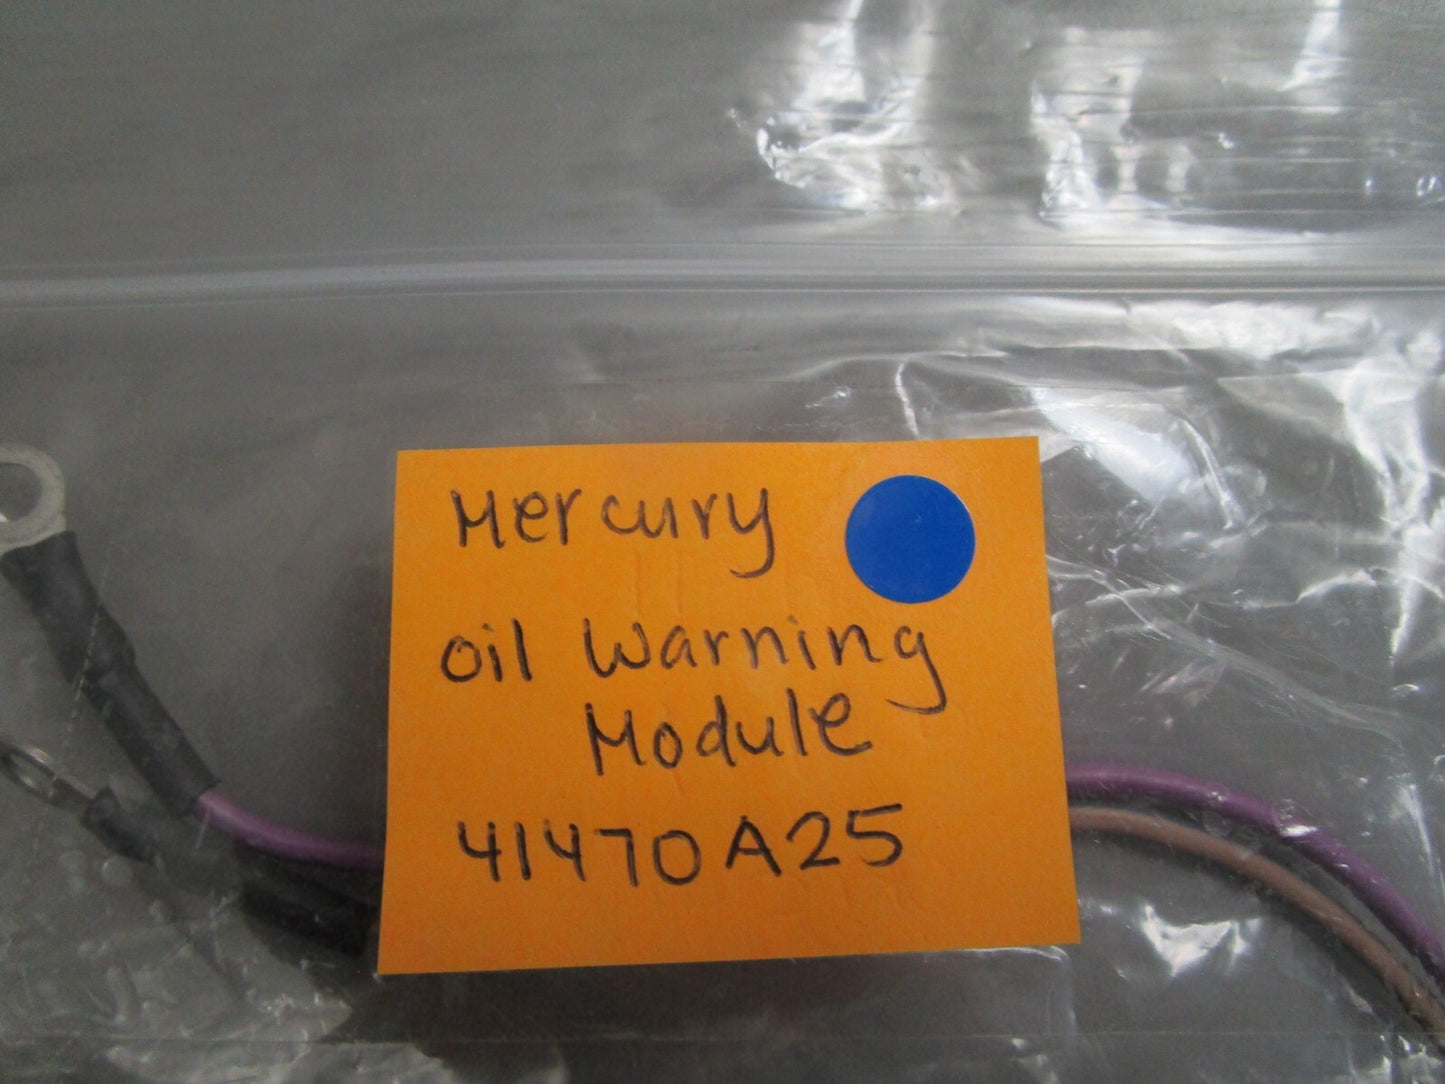 Mercury
oil Warning
Module
41470A25